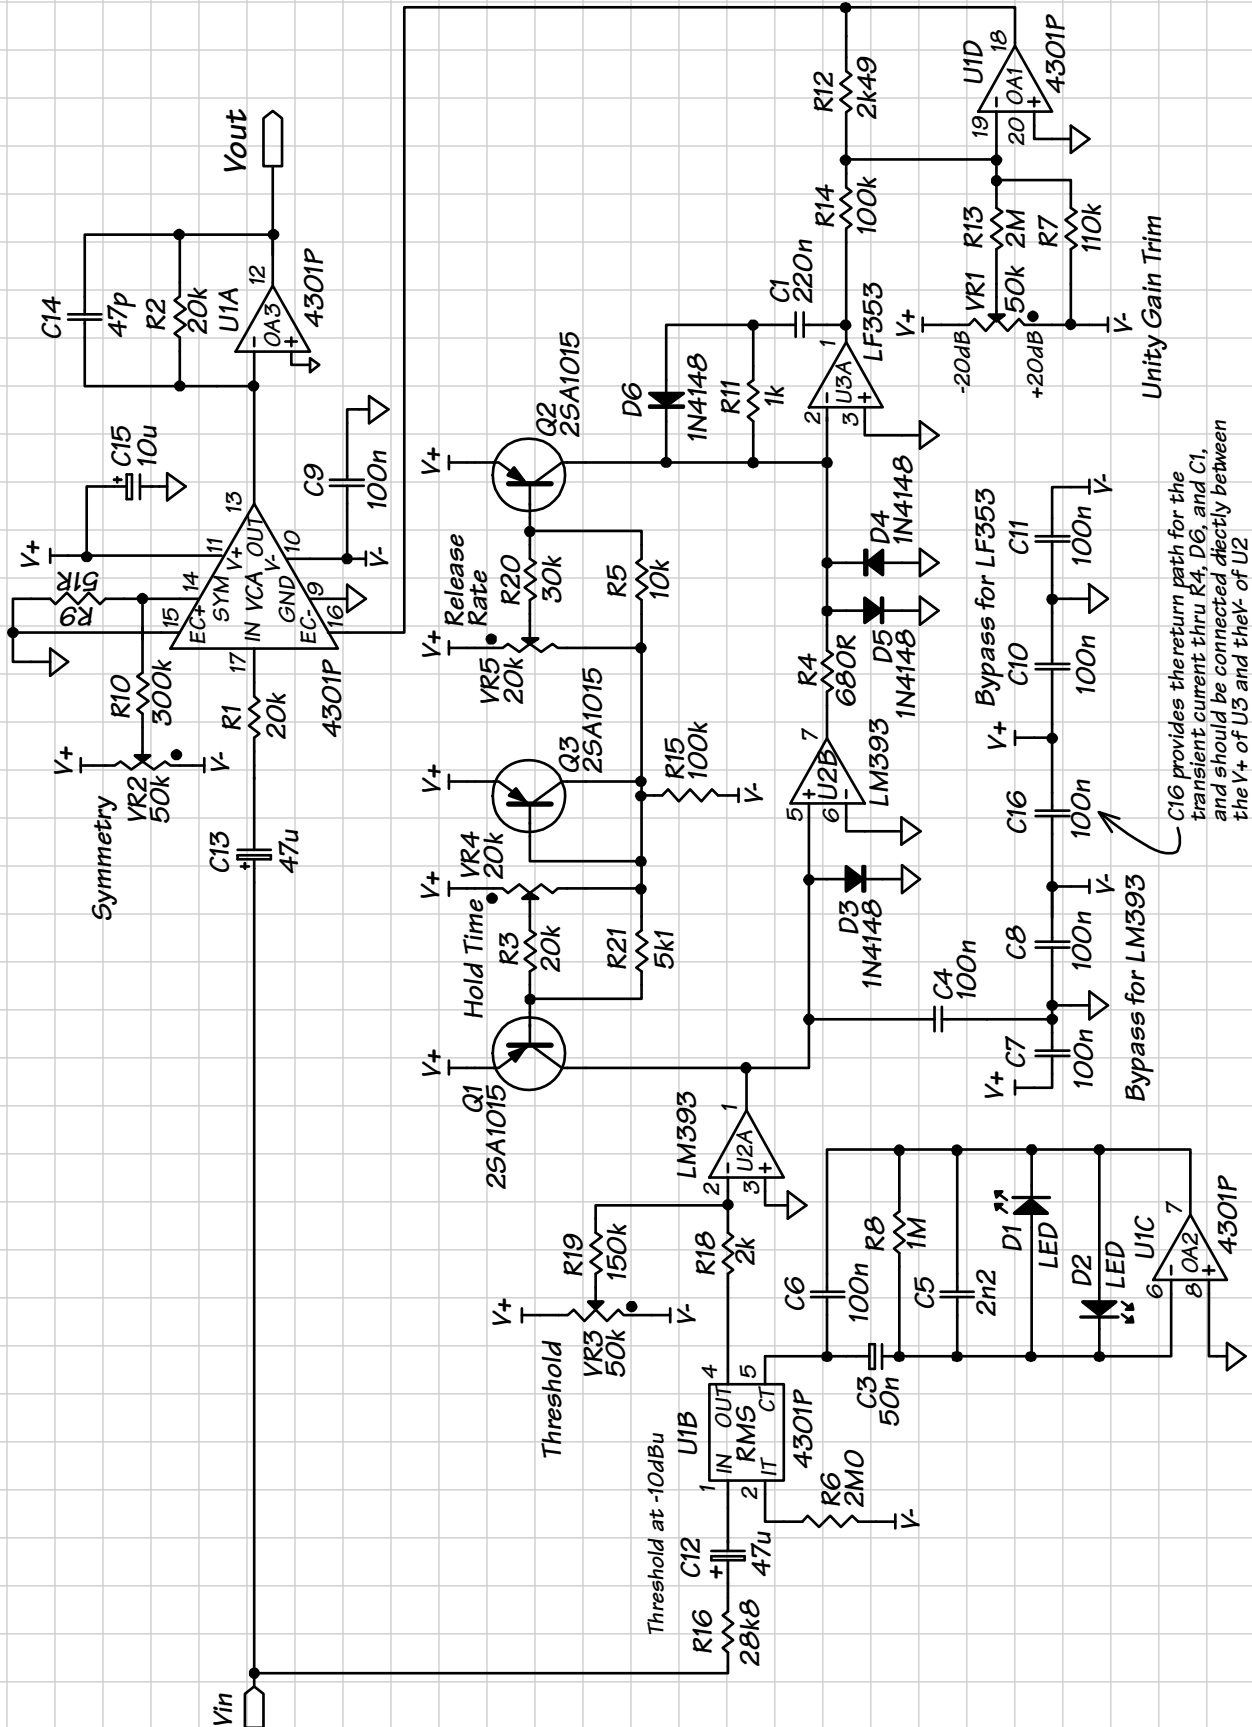 Vin
Vout
C14
47p
R2
20k
U1A
OA3
-
+
12
4301P
C15
10u
+
V+
R9
51R
C9
100n
V-
13
11
V+
OUT
V-
10
14
SYM
IN VCA
GND
9
15
EC+
EC-
16
17
4301P
R10
300k
R1
20k
V+
VR2
50k
V-
Symmetry
C13
47u
+
V+
Q1
2SA1015
Hold Time
V+
VR4
20k
R3
20k
R21
5k1
V+
Q3
2SA1015
R15
100k
V-
Release
Rate
V+
VR5
20k
R20
30k
R5
10k
V+
Q2
2SA1015
D6
1N4148
R11
1k
C1
220n
2
3
-
+
U3A
1
LF353
R14
100k
R12
2k49
U1D
19
20
-
+
OA1
18
4301P
V+
VR1
50k
V-
-20dB
+20dB
R13
2M
R7
110k
Unity Gain Trim
R4
680R
D5
1N4148
D4
1N4148
5
6
+
-
U2B
7
LM393
D3
1N4148
C4
100n
LM393
2
3
-
+
U2A
1
Threshold
V+
VR3
50k
V-
R19
150k
R18
2k
Threshold at -10dBu
R16
28k8
C12
47u
+
U1B
1
2
IN
IT
RMS
OUT
CT
4
5
4301P
R6
2M0
V-
C3
50n
C6
100n
R8
1M
C5
2n2
D1
LED
D2
LED
U1C
6
8
-
+
OA2
7
4301P
V+
C7
100n
C8
100n
V-
Bypass for LM393
C16
100n
V+
C10
100n
C11
100n
V-
Bypass for LF353
C16 provides thereturn path for the
transient current thru R4, D6, and C1,
and should be connected diectly between
the V+ of U3 and theV- of U2